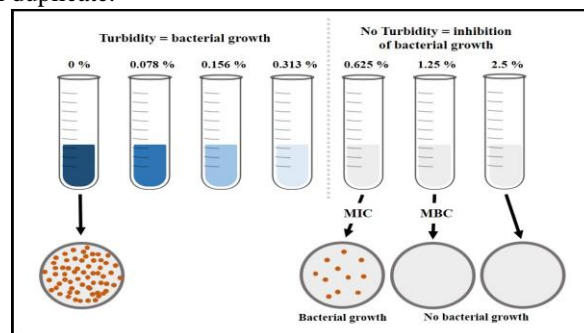 Turbidity = bacterial growth
No Turbidity = inhibition
of bacterial growth
0 %
0.078 %
0.156 %
0.313 %
0.625 %
1.25 %
2.5 %
MIC
MBC
Bacterial growth
No bacterial growth